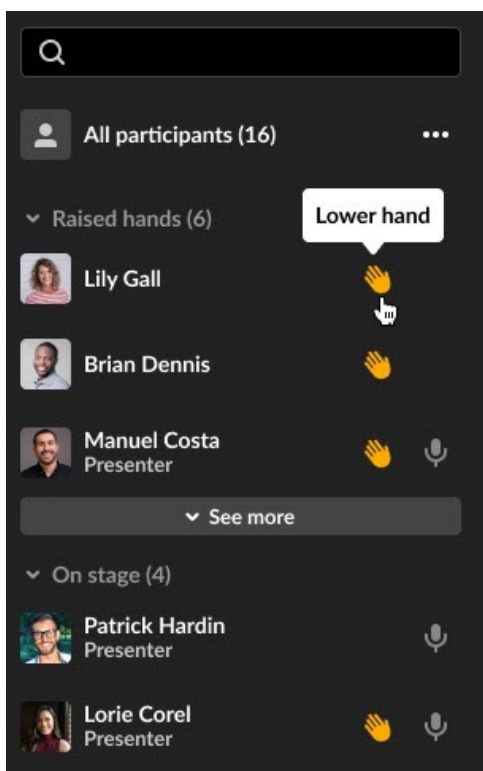 All participants (16)
Raised hands (6)
Lower hand
Lily Gall
Brian Dennis
Manuel Costa
Presenter
See more
On stage (4)
Patrick Hardin
Presenter
Lorie Corel
Presenter